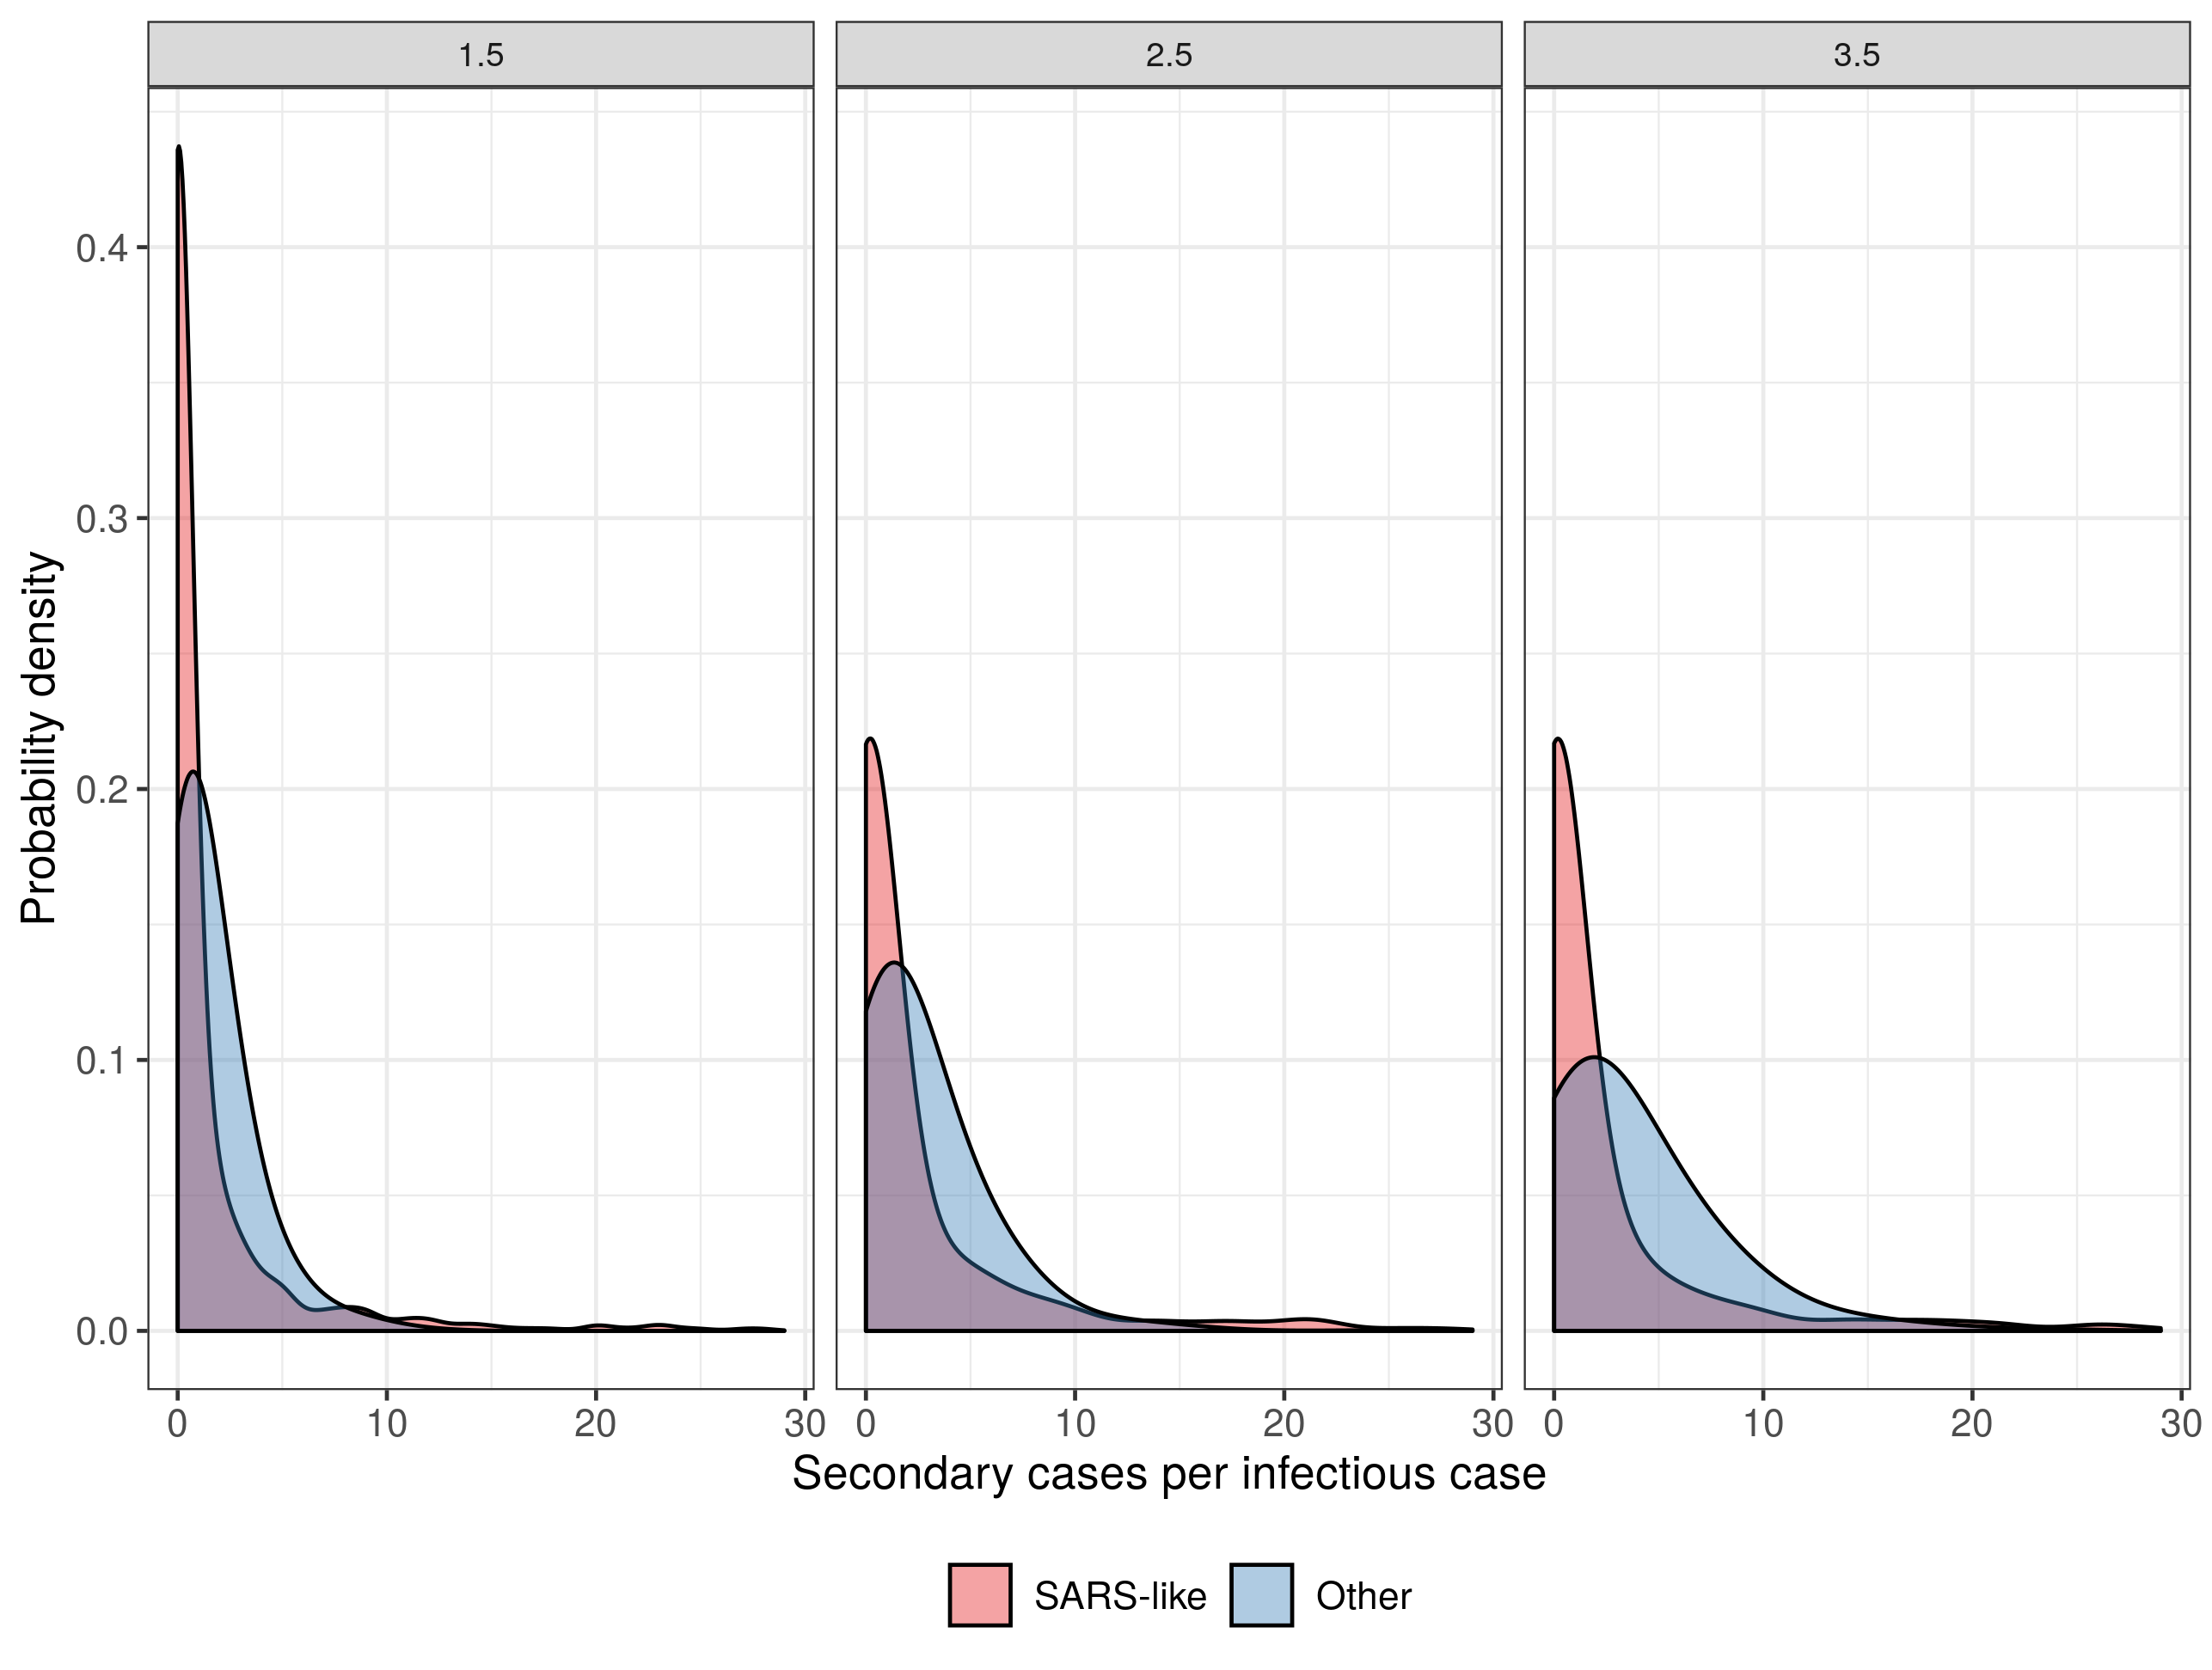 1.5 2.5 3.5
Probability density
0.4
0.3
0.2
0.1
0.0
0 10 20 30 0 10 20 30 0 10 20 30
Secondary cases per infectious case
SARS-like Other